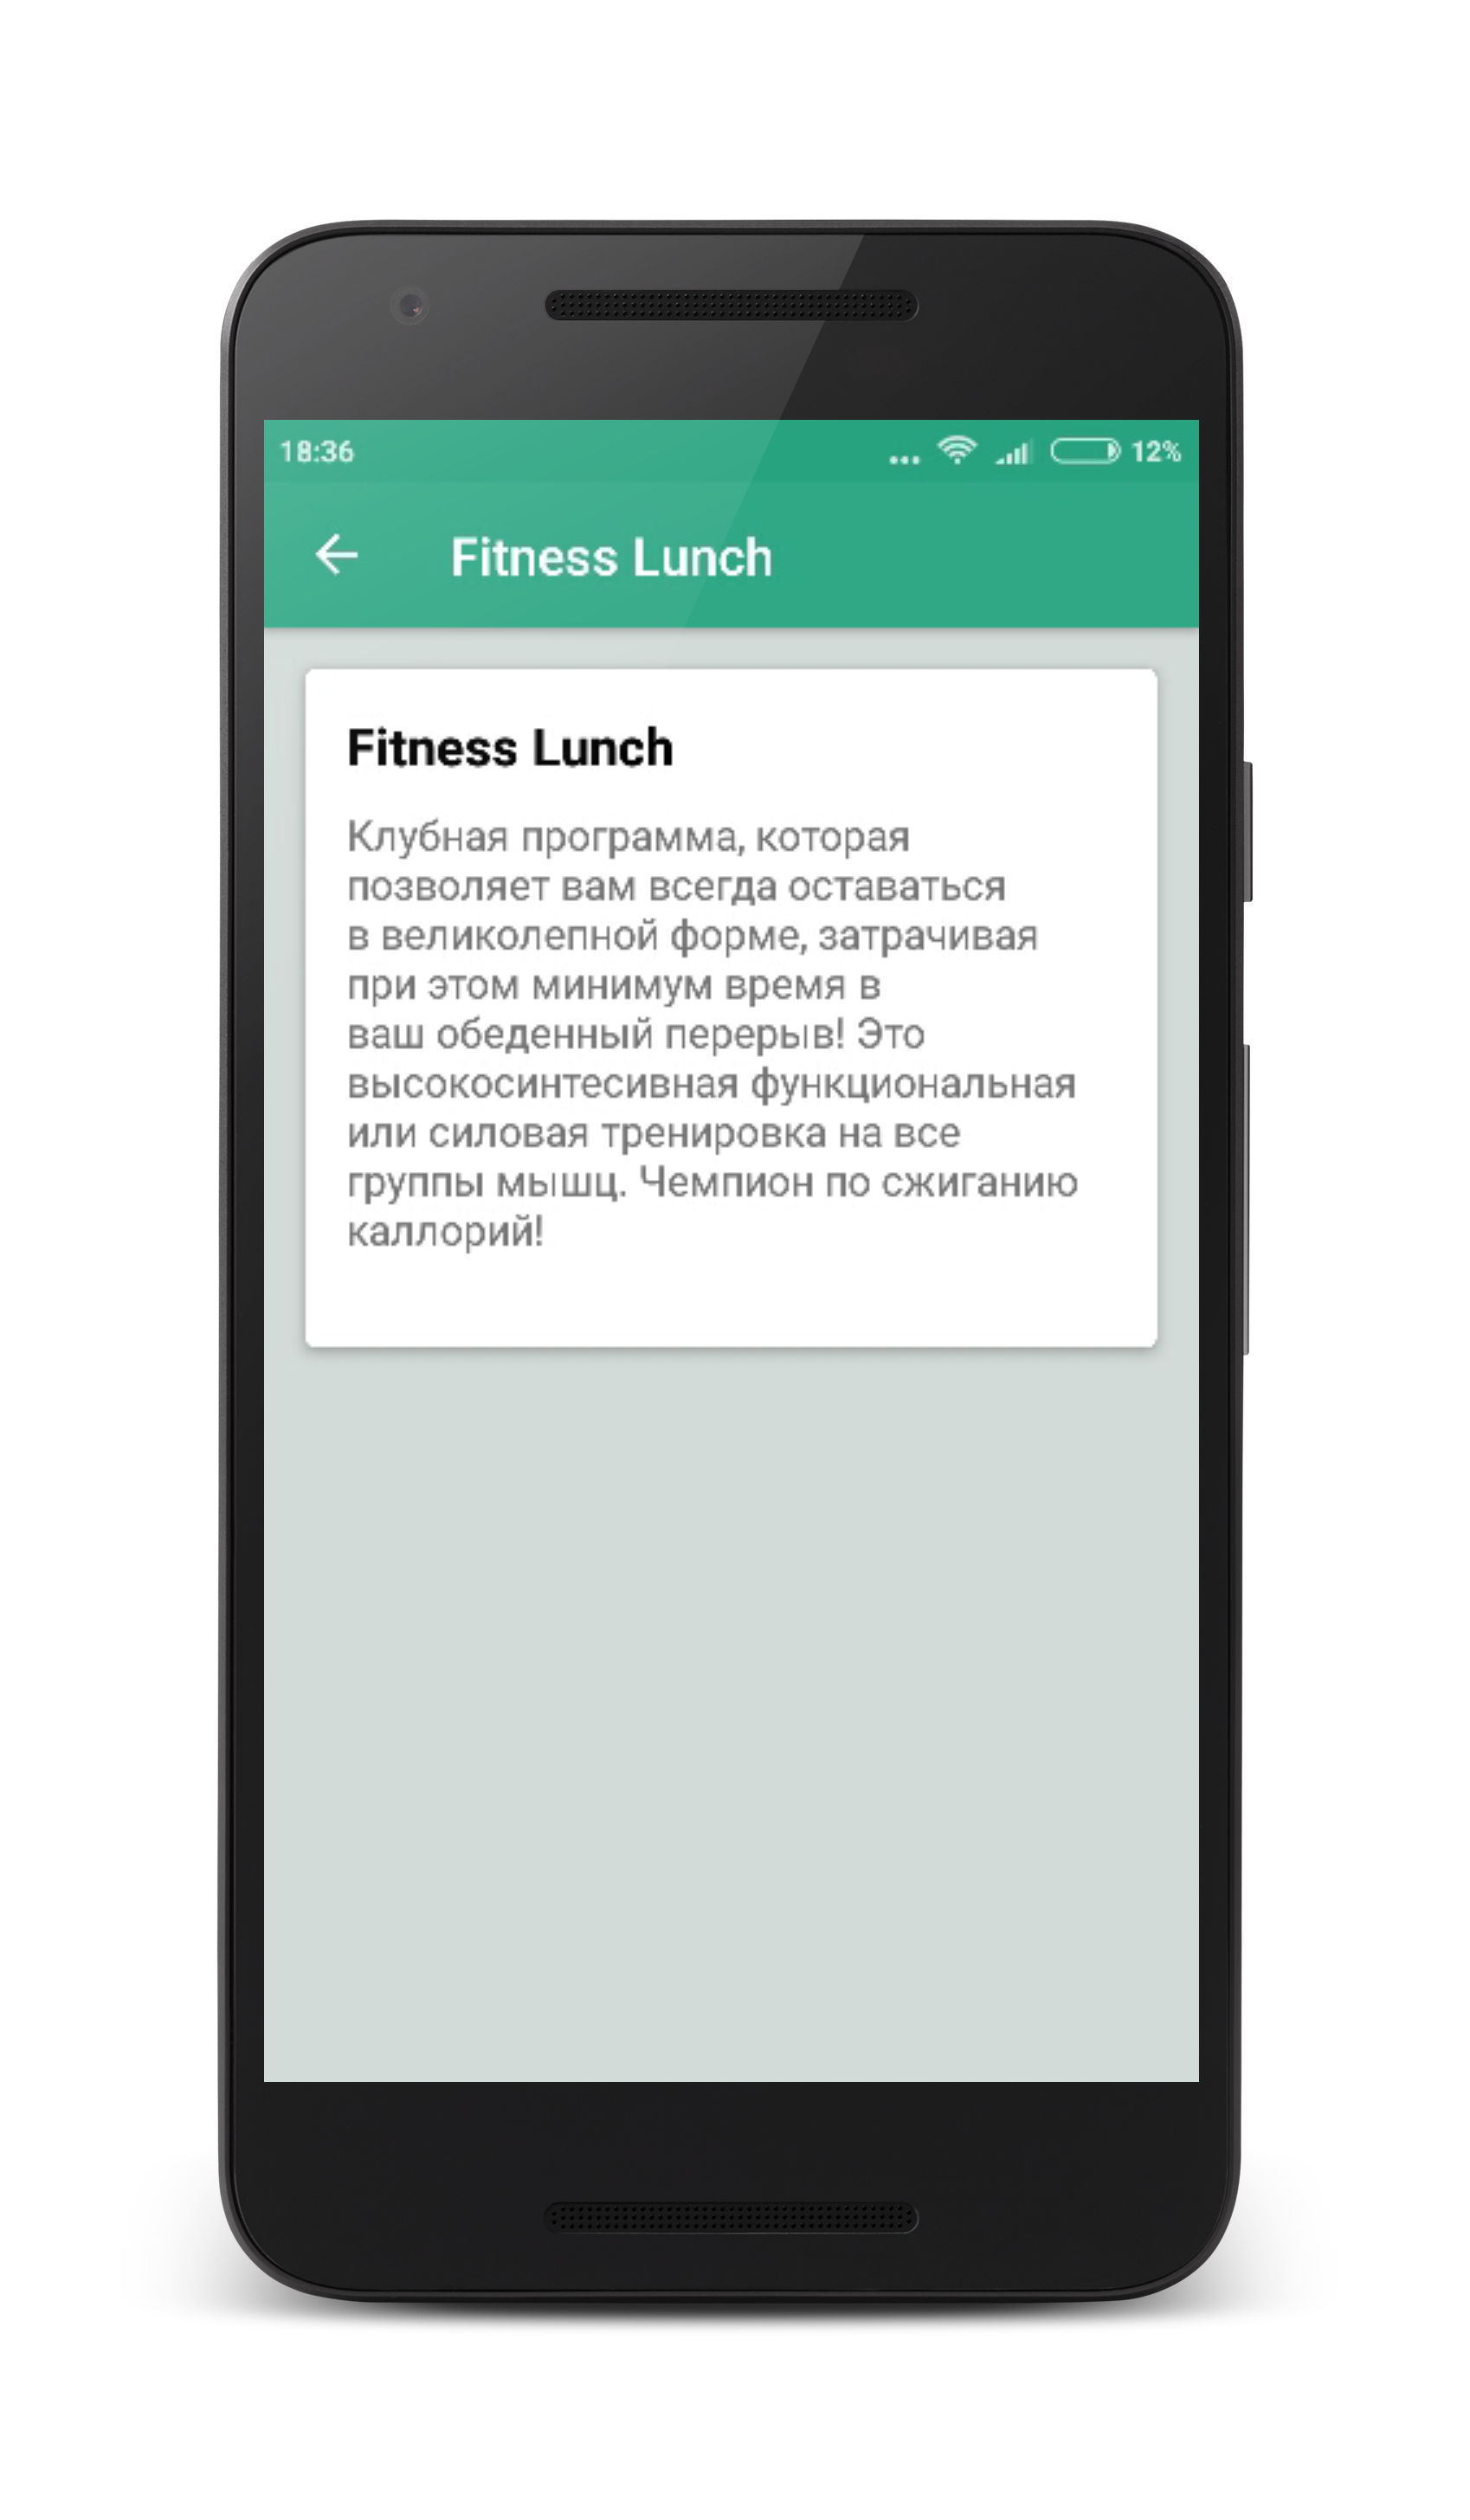 18:36 ... 12%
Fitness Lunch
Fitness Lunch
Клубная программа, которая
позволяет вам всегда оставаться
в великолепной форме, затрачивая
при этом минимум время в
ваш обеденный перерыв! Это
высокосинтесивная функциональная
или силовая тренировка на все
группы мышц. Чемпион по сжиганию
каллорий!